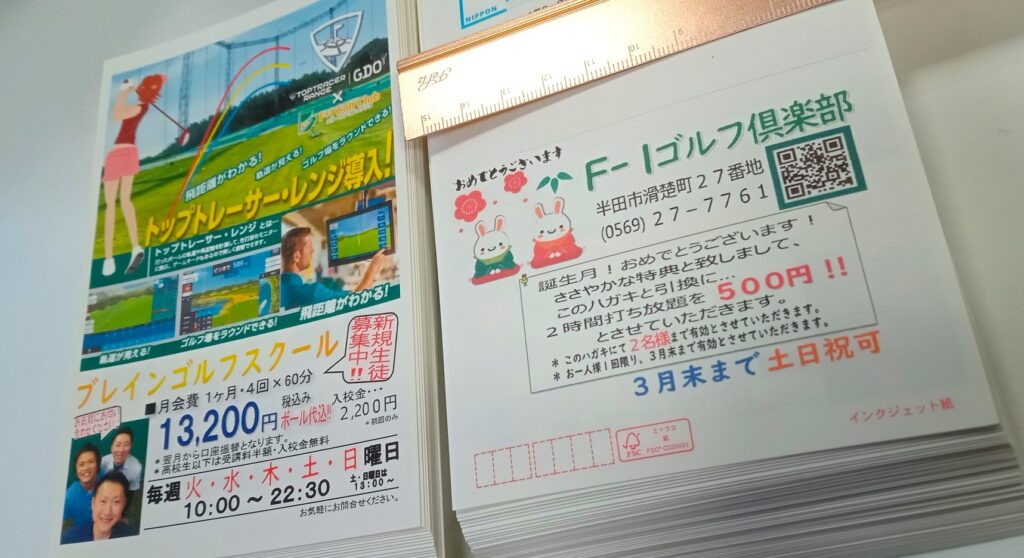 TOPTRACER
RANGE
×
GDO
飛距離がわかる!
軌道が見える!
ゴルフ場をラウンドできる!
トップトレーサー・レンジ導入!
トップトレーサー・レンジとは…
軌道が見える!
ゴルフ場をラウンドできる!
飛距離がわかる!
ブレインゴルフスクール
新規生徒
募集中!!
■月会費 1ヶ月・4回×60分
13,200円
税込み
ボール代込!!
入校金…
2,200円
*初回のみ
*翌月から口座振替となります。
*高校生以下は受講料半額・入校金無料
毎週 火・水・木・土・日 曜日
10:00~22:30
土・日曜日は
13:00~
お気軽にお問合せください。
NIPPON
おめでとうございます
F-1ゴルフ倶楽部
半田市滑楚町27番地
(0569) 27-7761
誕生月!おめでとうございます!
ささやかな特典と致しまして、
このハガキと引換に…
2時間打ち放題を 500円!!
とさせていただきます。
*このハガキにて2名様まで有効とさせていただきます。
*お一人様1回限り、3月末まで有効とさせていただきます。
3月末まで 土日祝可
インクジェット紙
FSC
ミックス
紙